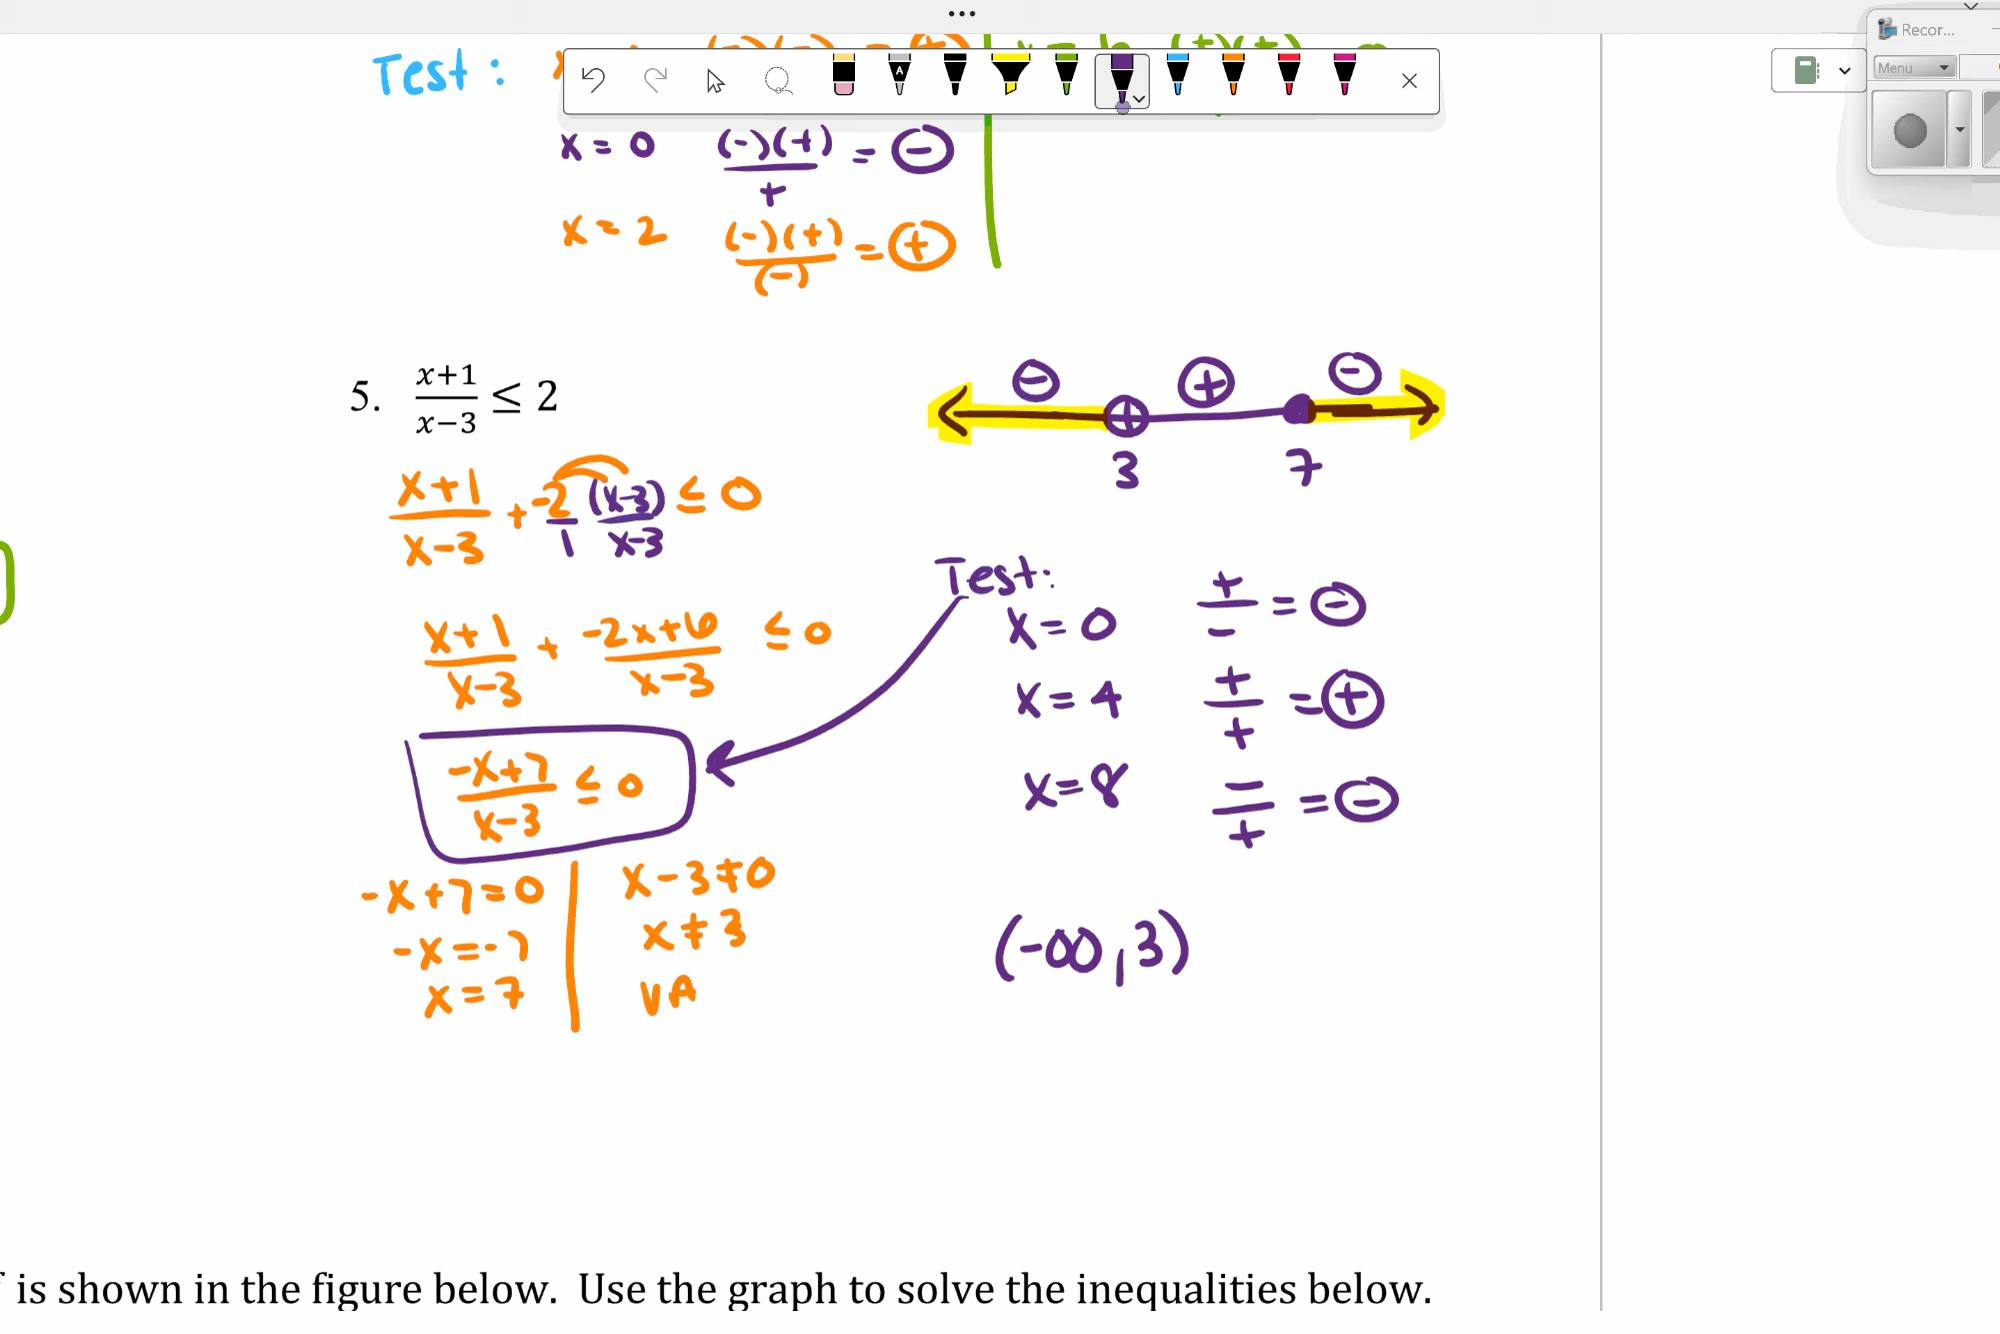 Recor...
Menu
Test:
x = 0 (-)(+)/+ = ⊖
x = 2 (-)(+)/(-) = ⊕
5. x+1/x−3 ≤ 2
⊖ ⊕ ⊖
3 7
x+1/x-3 + -2/1 (x-3)/x-3 ≤ 0
x+1/x-3 + -2x+6/x-3 ≤ 0
-x+7/x-3 ≤ 0
-x+7=0
-x=-7
x=7
x-3≠0
x≠3
VA
Test:
x=0 +/- = ⊖
x=4 +/+ = ⊕
x=8 -/+ = ⊖
(-∞,3)
is shown in the figure below. Use the graph to solve the inequalities below.